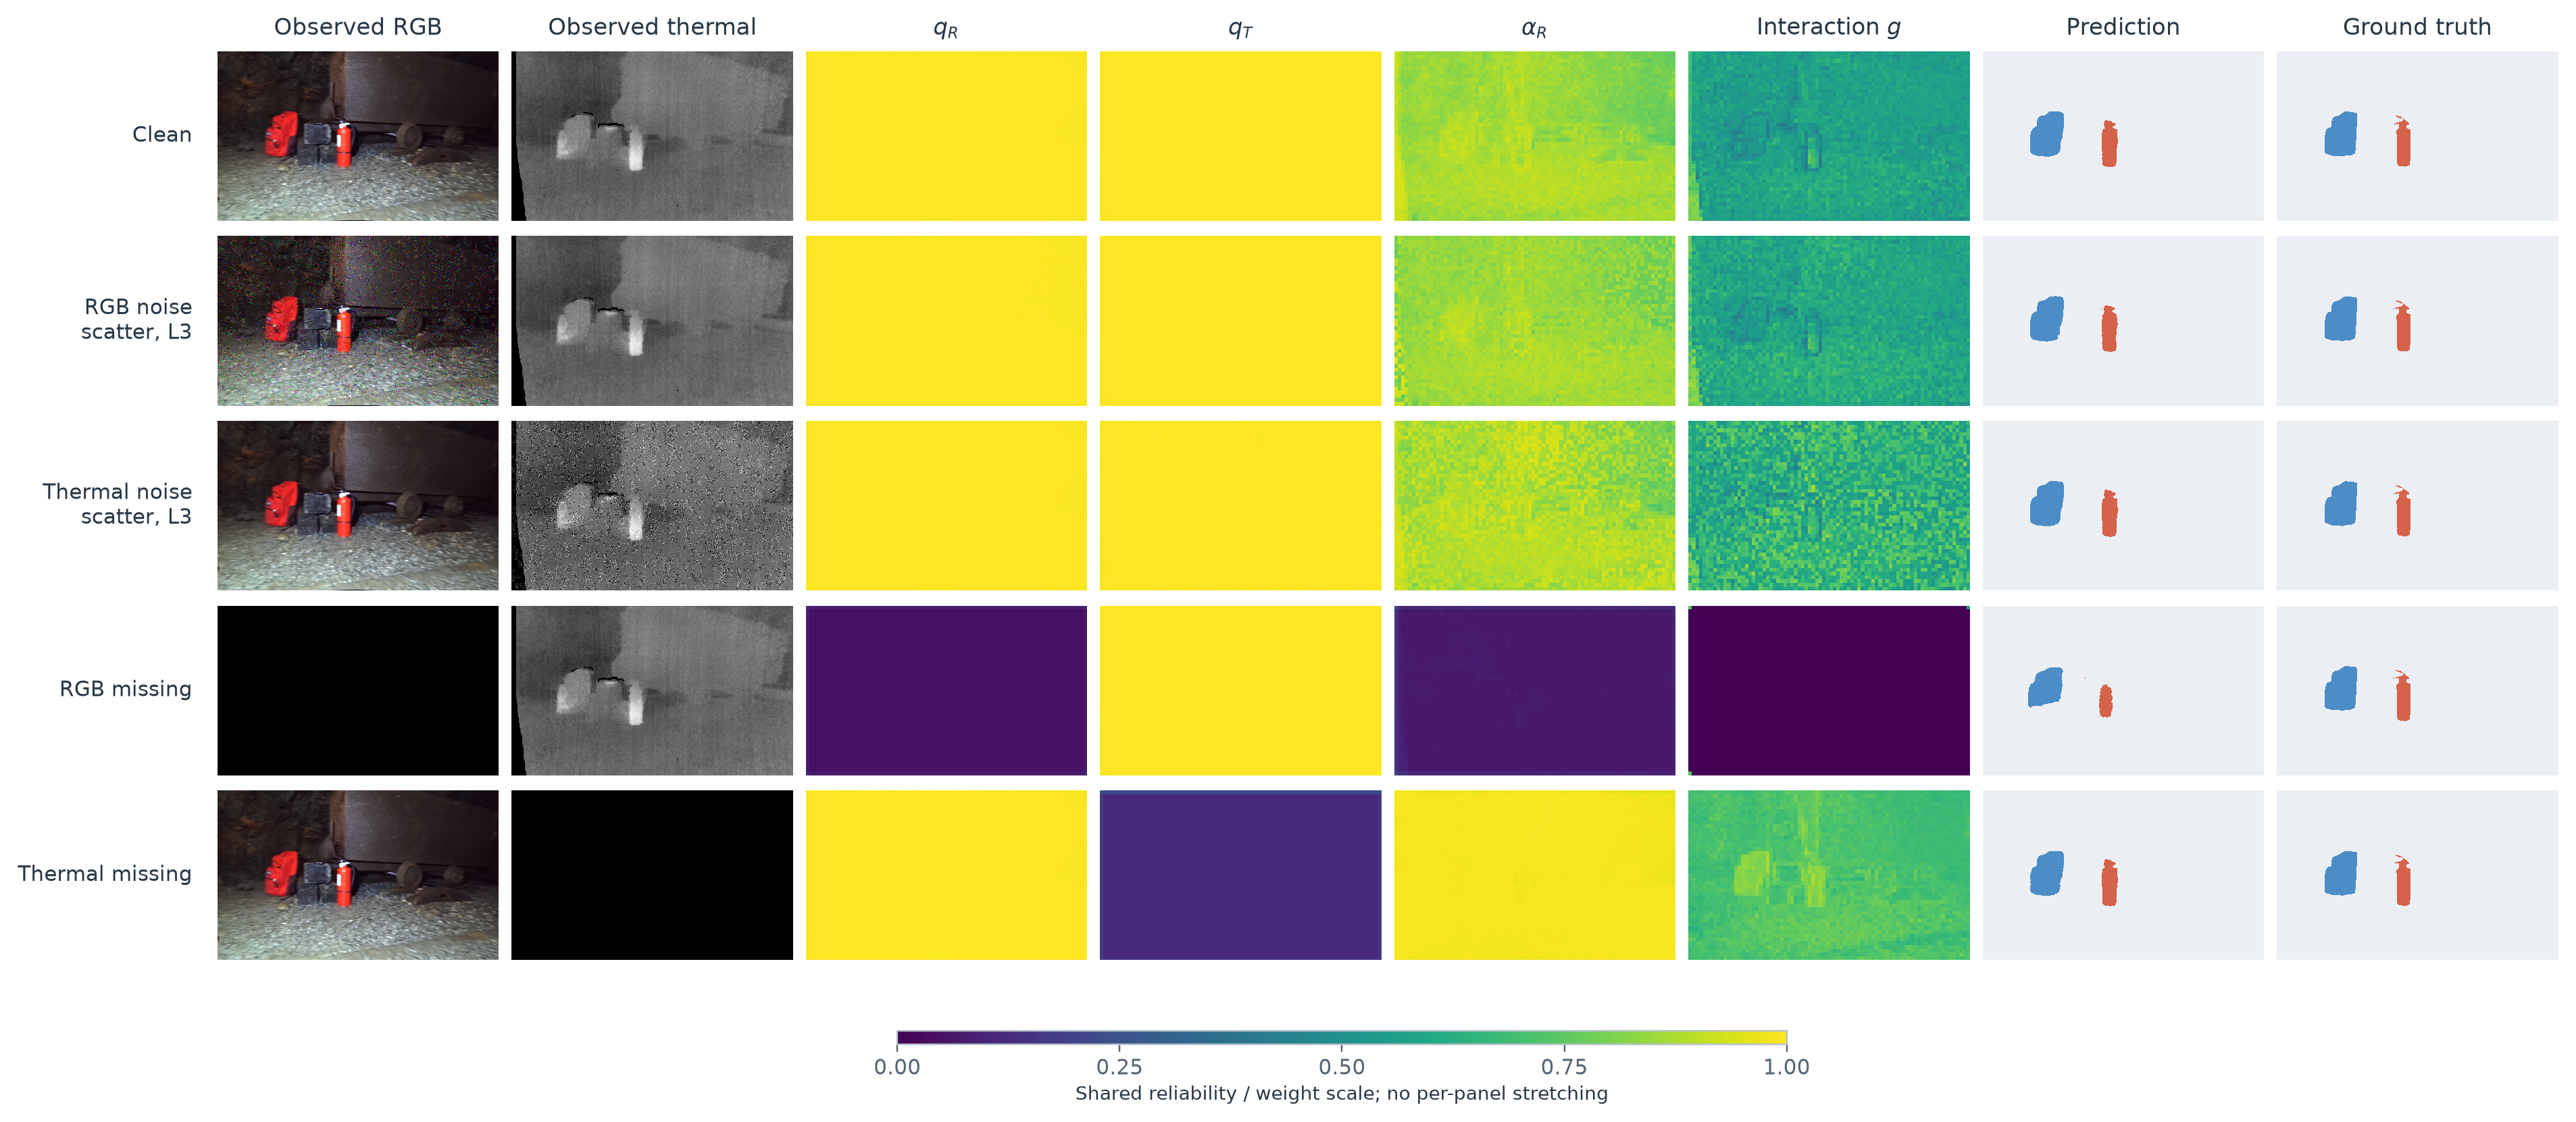 Observed RGB
Observed thermal
q_R
q_T
α_R
Interaction g
Prediction
Ground truth
Clean
RGB noise
scatter, L3
Thermal noise
scatter, L3
RGB missing
Thermal missing
0.00
0.25
0.50
0.75
1.00
Shared reliability / weight scale; no per-panel stretching